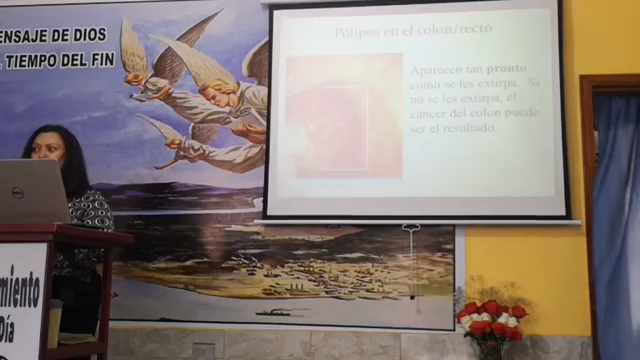 ENSAJE DE DIOS
TIEMPO DEL FIN
Pólipos en el colon/recto
Aparecen tan pronto
como se les extirpa. Si
no se les extirpa, el
cáncer del colon puede
ser el resultado.
DELL
miento
Día